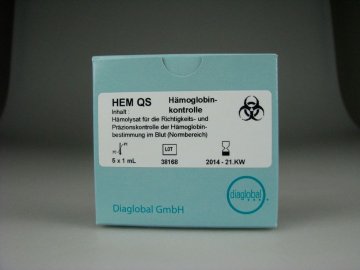 HEM QS Hämoglobin-
kontrolle
Inhalt :
Hämolysat für die Richtigkeits- und
Präzionskontrolle der Hämoglobin-
bestimmung im Blut (Normbereich)
LOT
5 x 1 mL 38168 2014 - 21.KW
diaglobal
Diaglobal GmbH